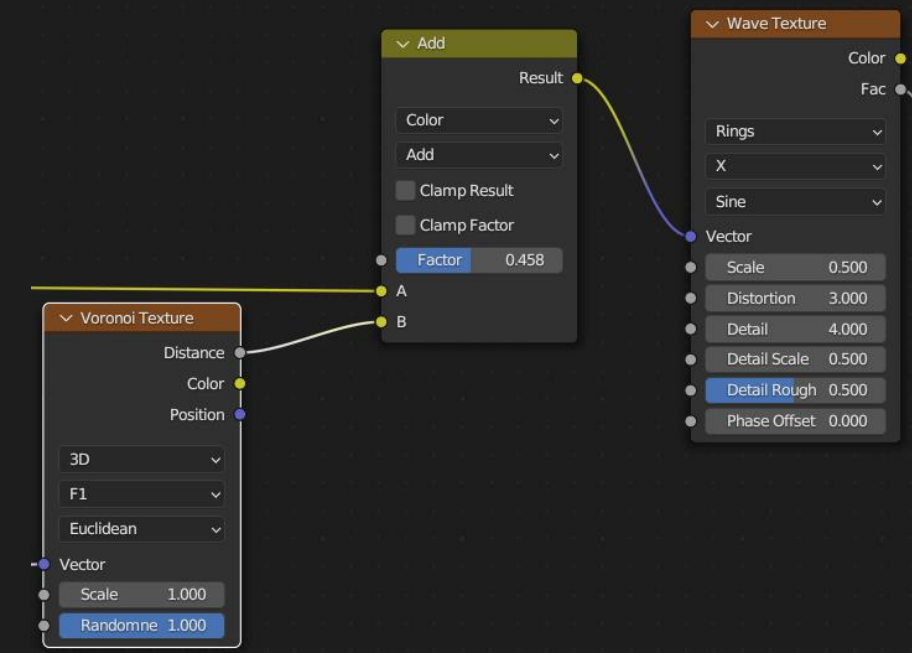 Add
Result
Color
Add
Clamp Result
Clamp Factor
Factor 0.458
A
B
Voronoi Texture
Distance
Color
Position
3D
F1
Euclidean
Vector
Scale 1.000
Randomne 1.000
Wave Texture
Color
Fac
Rings
X
Sine
Vector
Scale 0.500
Distortion 3.000
Detail 4.000
Detail Scale 0.500
Detail Rough 0.500
Phase Offset 0.000